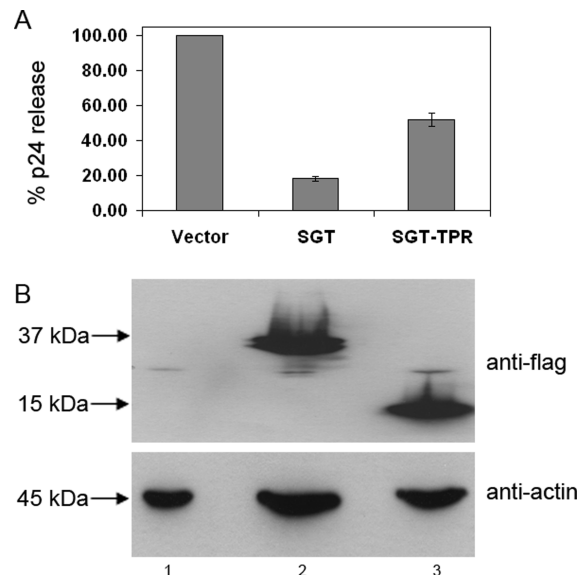 A
% p24 release
100.00
80.00
60.00
40.00
20.00
0.00
Vector SGT SGT-TPR
B
37 kDa
anti-flag
15 kDa
45 kDa
anti-actin
1 2 3